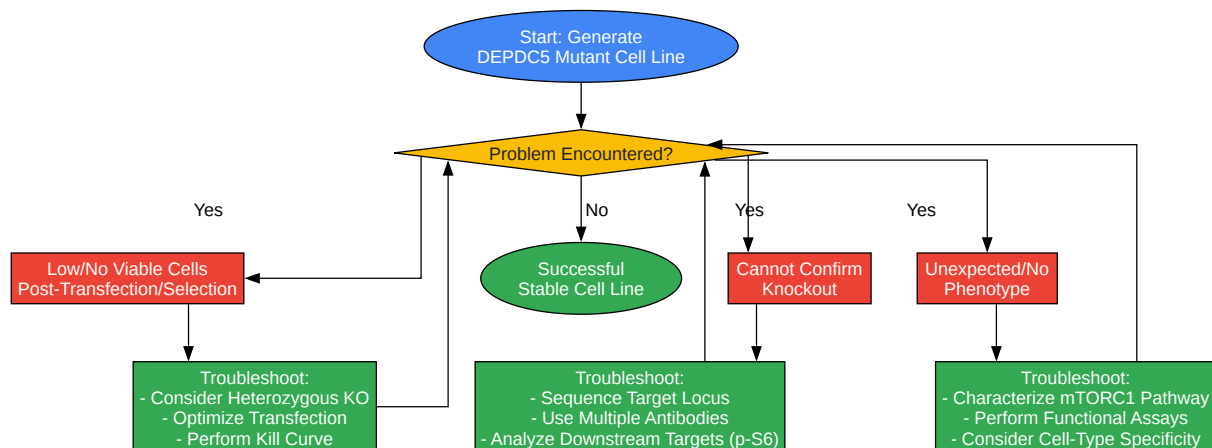 Start: Generate
DEPDC5 Mutant Cell Line
Problem Encountered?
Yes
No
Yes
Yes
Low/No Viable Cells
Post-Transfection/Selection
Successful
Stable Cell Line
Cannot Confirm
Knockout
Unexpected/No
Phenotype
Troubleshoot:
- Consider Heterozygous KO
- Optimize Transfection
- Perform Kill Curve
Troubleshoot:
- Sequence Target Locus
- Use Multiple Antibodies
- Analyze Downstream Targets (p-S6)
Troubleshoot:
- Characterize mTORC1 Pathway
- Perform Functional Assays
- Consider Cell-Type Specificity